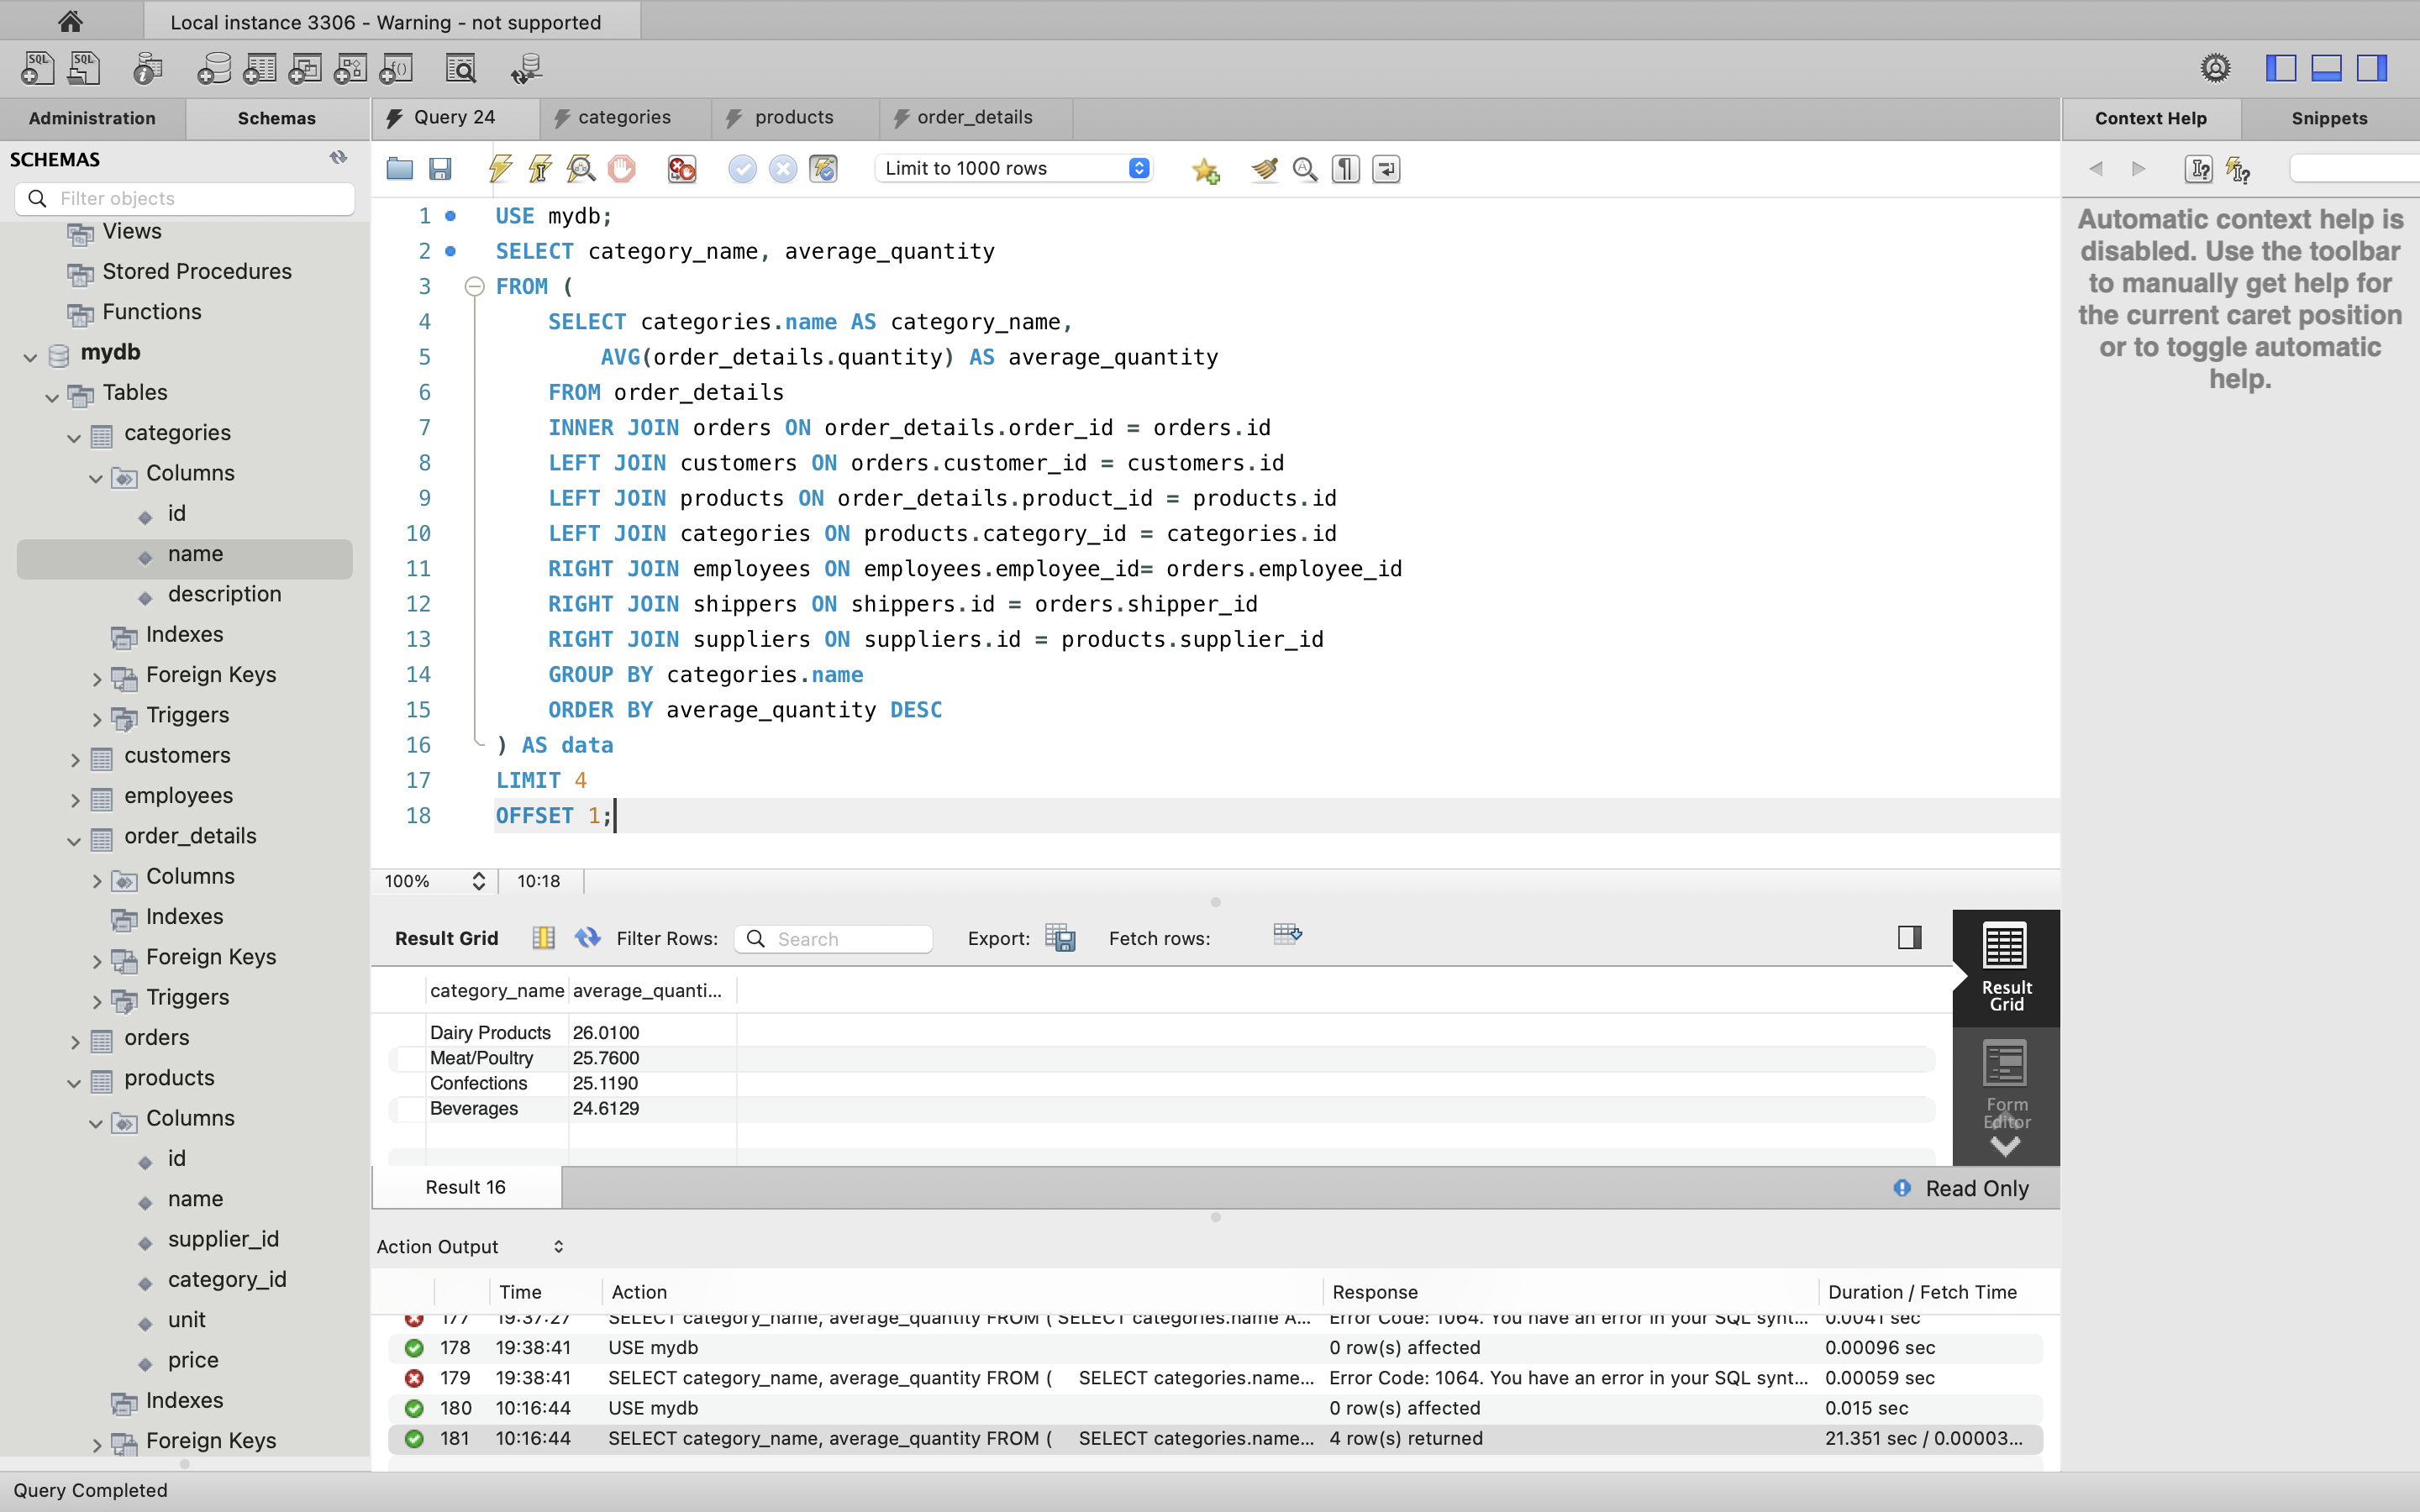 Local instance 3306 - Warning - not supported
Administration
Schemas
SCHEMAS
Filter objects
Views
Stored Procedures
Functions
mydb
Tables
categories
Columns
id
name
description
Indexes
Foreign Keys
Triggers
customers
employees
order_details
Columns
Indexes
Foreign Keys
Triggers
orders
products
Columns
id
name
supplier_id
category_id
unit
price
Indexes
Foreign Keys
Query 24
categories
products
order_details
Limit to 1000 rows
1 USE mydb;
2 SELECT category_name, average_quantity
3 FROM (
4 SELECT categories.name AS category_name,
5 AVG(order_details.quantity) AS average_quantity
6 FROM order_details
7 INNER JOIN orders ON order_details.order_id = orders.id
8 LEFT JOIN customers ON orders.customer_id = customers.id
9 LEFT JOIN products ON order_details.product_id = products.id
10 LEFT JOIN categories ON products.category_id = categories.id
11 RIGHT JOIN employees ON employees.employee_id= orders.employee_id
12 RIGHT JOIN shippers ON shippers.id = orders.shipper_id
13 RIGHT JOIN suppliers ON suppliers.id = products.supplier_id
14 GROUP BY categories.name
15 ORDER BY average_quantity DESC
16 ) AS data
17 LIMIT 4
18 OFFSET 1;
100% 10:18
Result Grid Filter Rows: Search Export: Fetch rows:
category_name average_quanti...
Dairy Products 26.0100
Meat/Poultry 25.7600
Confections 25.1190
Beverages 24.6129
Result
Grid
Form
Editor
Result 16
Read Only
Action Output
Time Action Response Duration / Fetch Time
177 19:37:27 SELECT category_name, average_quantity FROM ( SELECT categories.name A... Error Code: 1064. You have an error in your SQL synt... 0.0041 sec
178 19:38:41 USE mydb 0 row(s) affected 0.00096 sec
179 19:38:41 SELECT category_name, average_quantity FROM ( SELECT categories.name... Error Code: 1064. You have an error in your SQL synt... 0.00059 sec
180 10:16:44 USE mydb 0 row(s) affected 0.015 sec
181 10:16:44 SELECT category_name, average_quantity FROM ( SELECT categories.name... 4 row(s) returned 21.351 sec / 0.00003...
Query Completed
Context Help
Snippets
Automatic context help is
disabled. Use the toolbar
to manually get help for
the current caret position
or to toggle automatic
help.